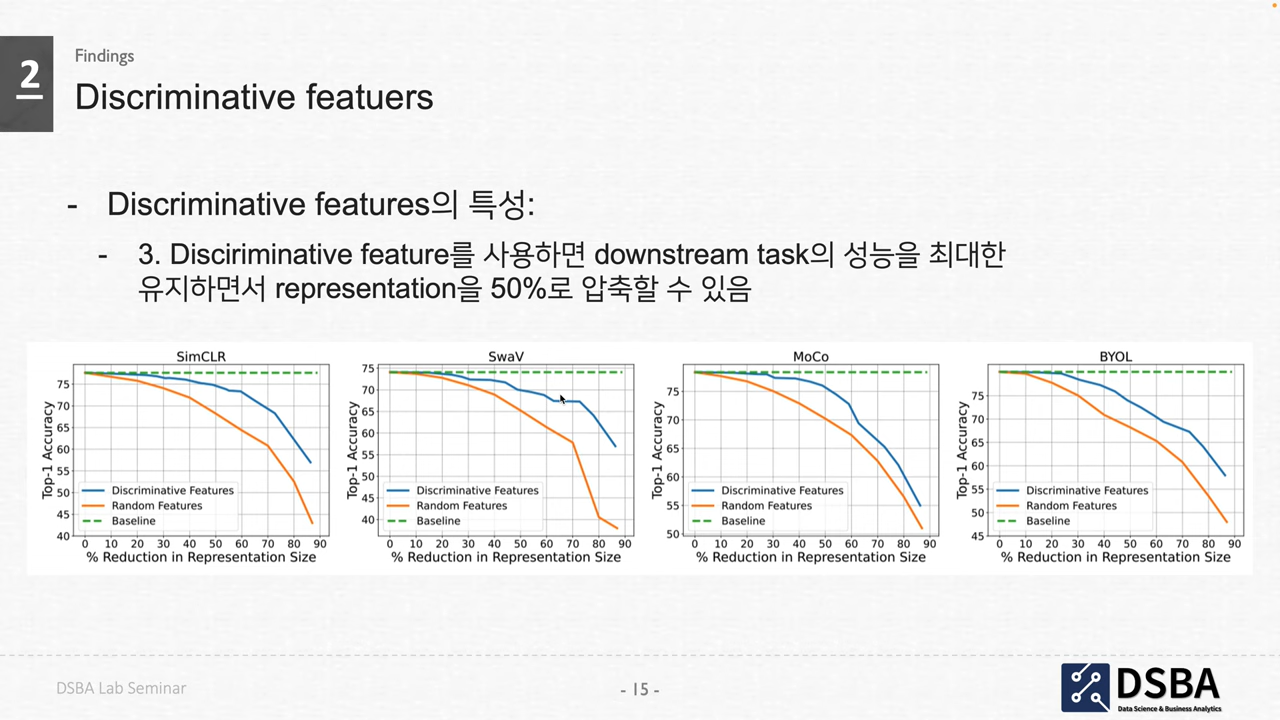 Findings
2
Discriminative featuers
- Discriminative features의 특성:
- 3. Disciriminative feature를 사용하면 downstream task의 성능을 최대한
유지하면서 representation을 50%로 압축할 수 있음
SimCLR
Top-1 Accuracy
75
70
65
60
55
50
45
40
Discriminative Features
Random Features
Baseline
0 10 20 30 40 50 60 70 80 90
% Reduction in Representation Size
SwaV
Top-1 Accuracy
75
70
65
60
55
50
45
40
Discriminative Features
Random Features
Baseline
0 10 20 30 40 50 60 70 80 90
% Reduction in Representation Size
MoCo
Top-1 Accuracy
75
70
65
60
55
50
Discriminative Features
Random Features
Baseline
0 10 20 30 40 50 60 70 80 90
% Reduction in Representation Size
BYOL
Top-1 Accuracy
75
70
65
60
55
50
45
Discriminative Features
Random Features
Baseline
0 10 20 30 40 50 60 70 80 90
% Reduction in Representation Size
DSBA Lab Seminar
- 15 -
DSBA
Data Science & Business Analytics